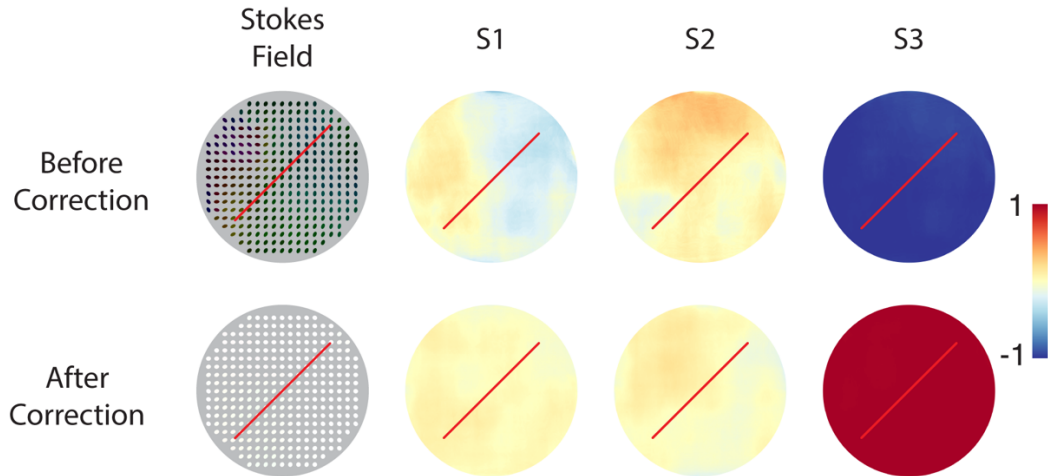 Stokes
Field
S1
S2
S3
Before
Correction
1
-1
After
Correction